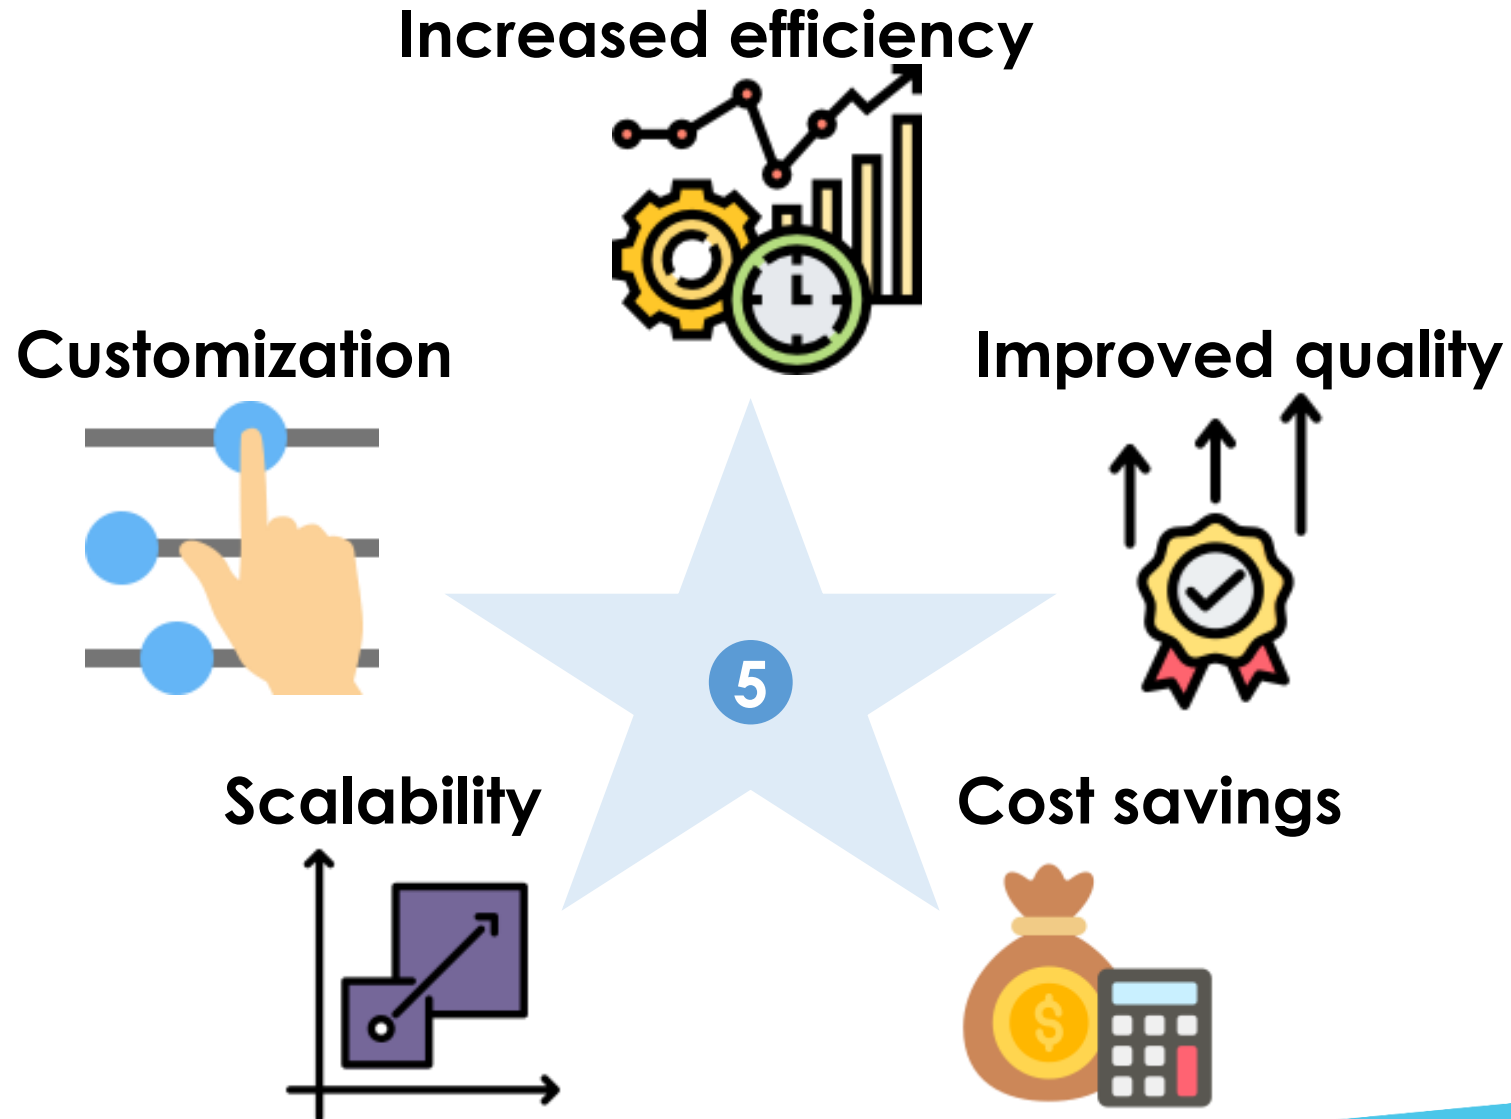 Increased efficiency
Customization
Improved quality
5
Scalability
Cost savings
$